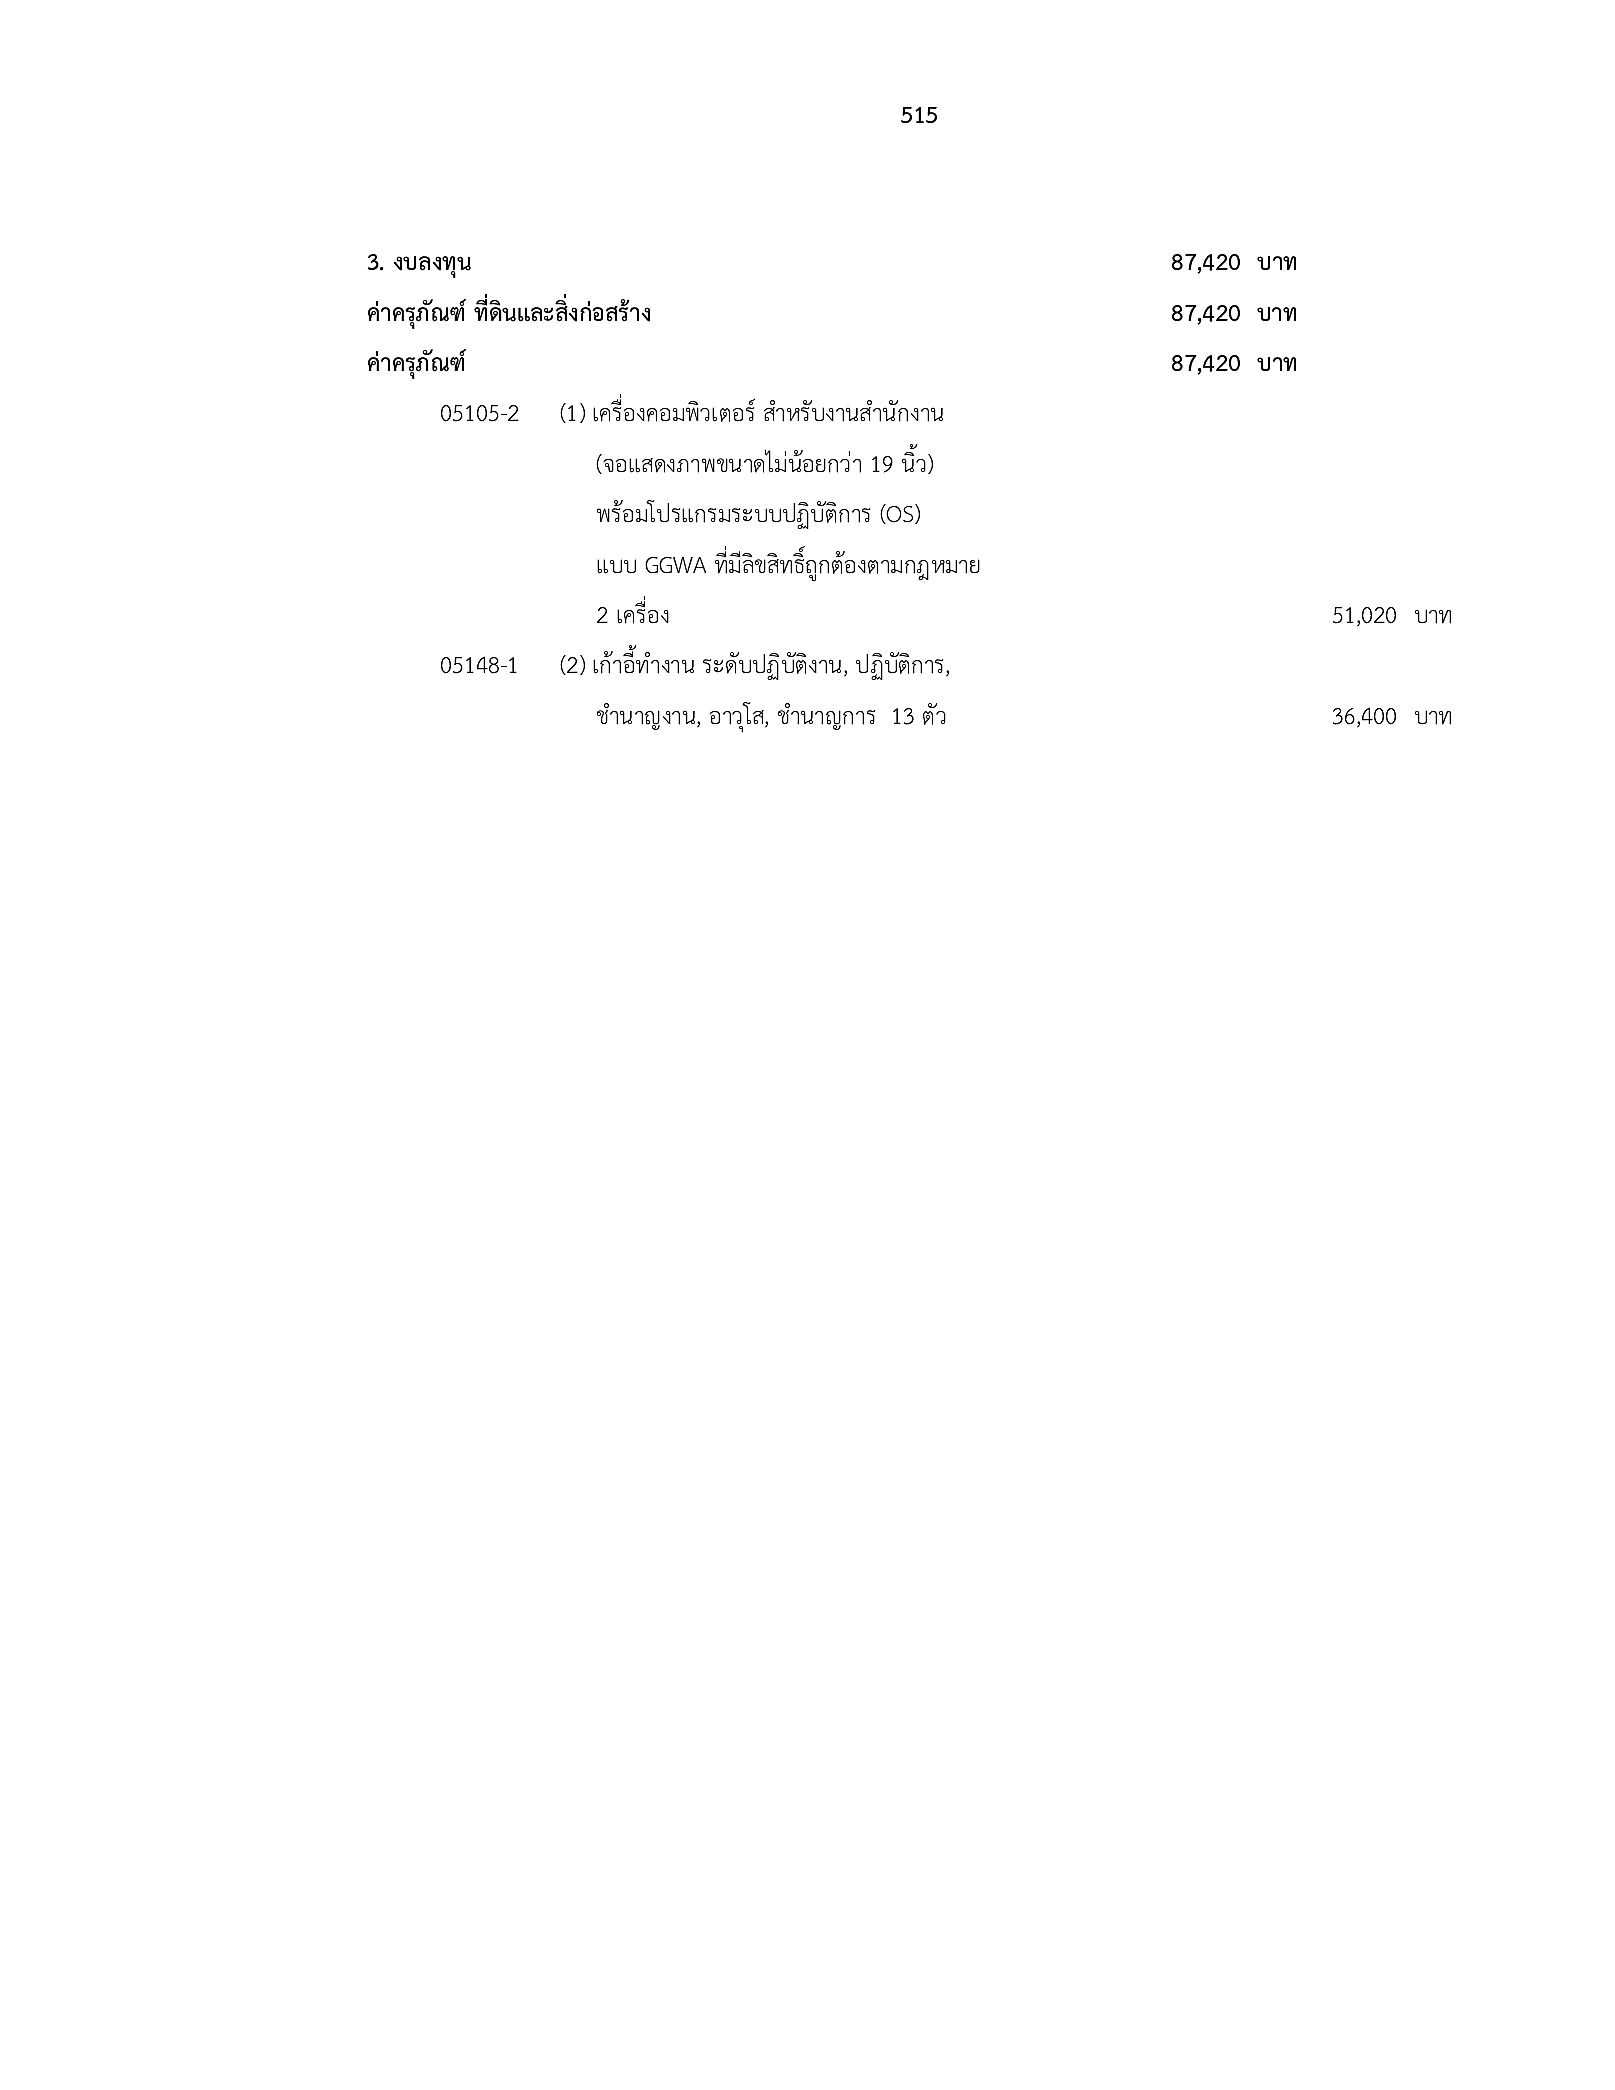 515
3. งบลงทุน 87,420 บาท
ค่าครุภัณฑ์ ที่ดินและสิ่งก่อสร้าง 87,420 บาท
ค่าครุภัณฑ์ 87,420 บาท
05105-2 (1) เครื่องคอมพิวเตอร์ สำหรับงานสำนักงาน
(จอแสดงภาพขนาดไม่น้อยกว่า 19 นิ้ว)
พร้อมโปรแกรมระบบปฏิบัติการ (OS)
แบบ GGWA ที่มีลิขสิทธิ์ถูกต้องตามกฎหมาย
2 เครื่อง 51,020 บาท
05148-1 (2) เก้าอี้ทำงาน ระดับปฏิบัติงาน, ปฏิบัติการ,
ชำนาญงาน, อาวุโส, ชำนาญการ 13 ตัว 36,400 บาท